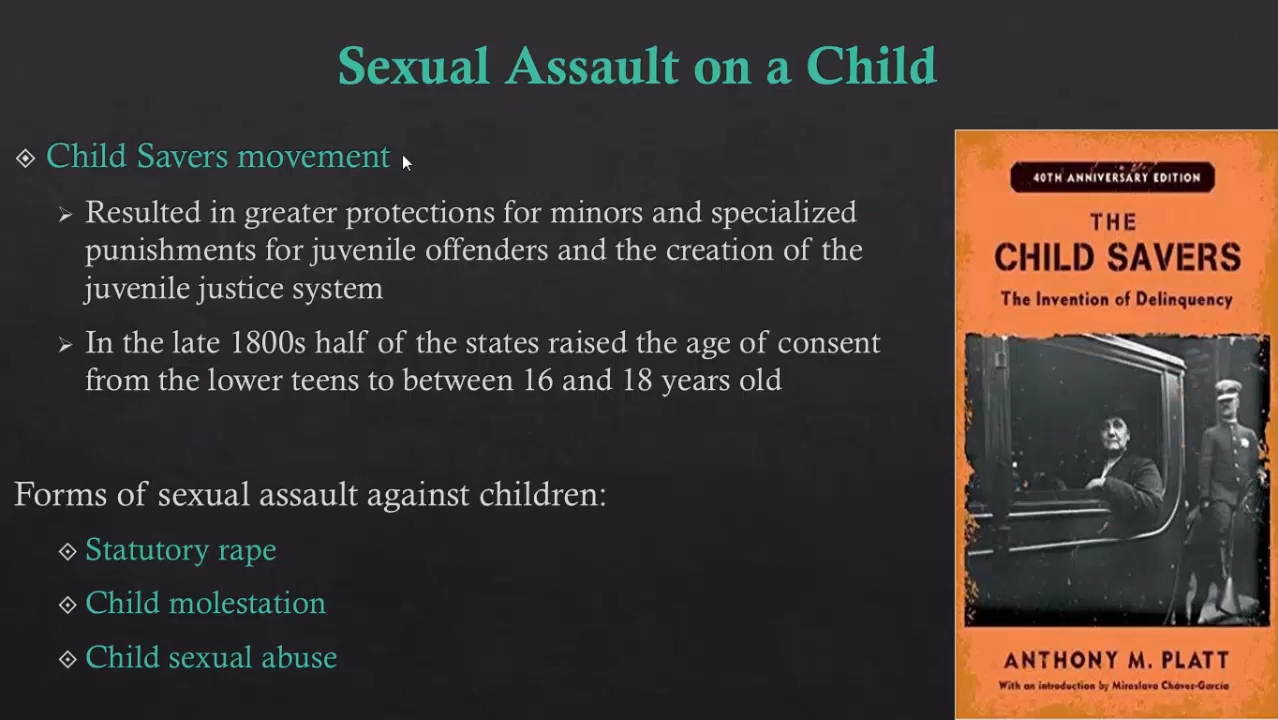 Sexual Assault on a Child
Child Savers movement
Resulted in greater protections for minors and specialized
punishments for juvenile offenders and the creation of the
juvenile justice system
In the late 1800s half of the states raised the age of consent
from the lower teens to between 16 and 18 years old
Forms of sexual assault against children:
Statutory rape
Child molestation
Child sexual abuse
40TH ANNIVERSARY EDITION
THE
CHILD SAVERS
The Invention of Delinquency
ANTHONY M. PLATT
With an introduction by Miroslava Chávez-García